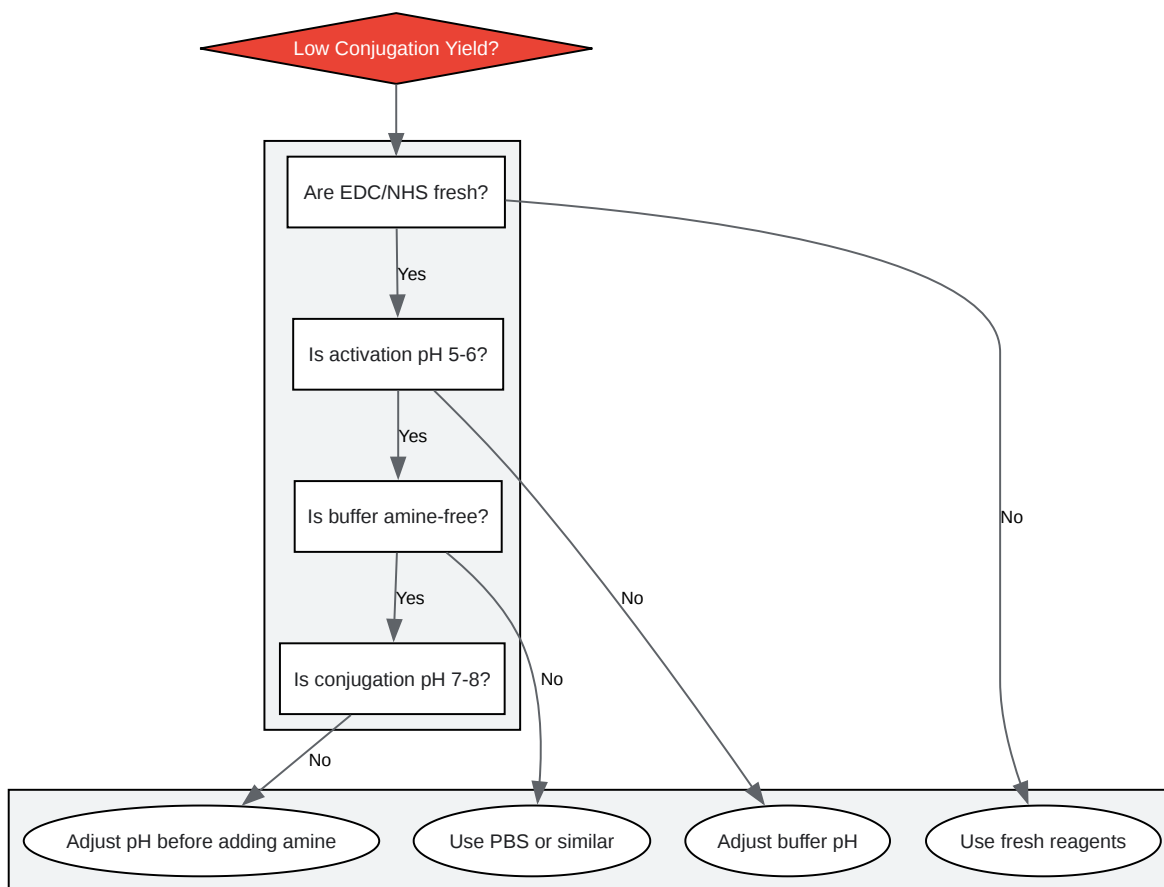 Low Conjugation Yield?
Are EDC/NHS fresh?
Yes
Is activation pH 5-6?
Yes
Is buffer amine-free?
No
Yes
No
Is conjugation pH 7-8?
No
No
Adjust pH before adding amine
Use PBS or similar
Adjust buffer pH
Use fresh reagents